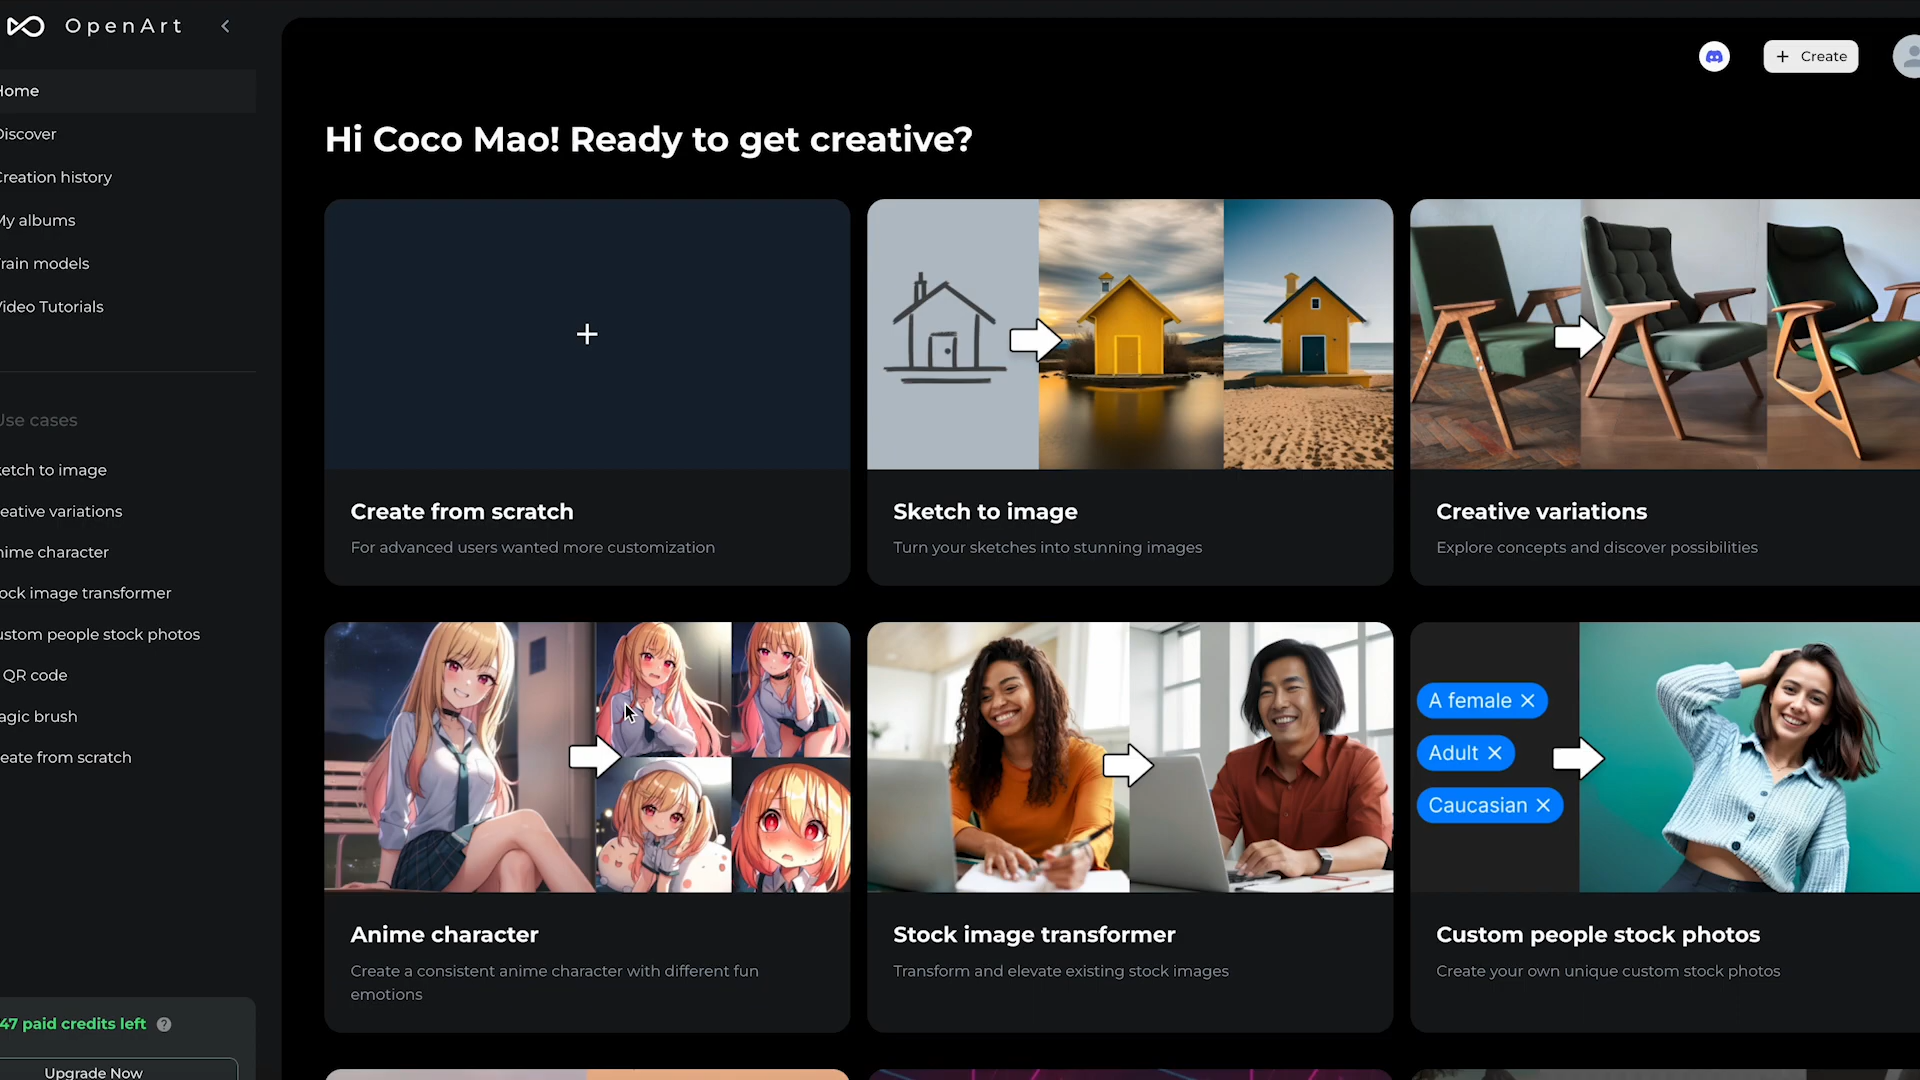 OpenArt
Create
Home
Discover
Creation history
My albums
Train models
Video Tutorials
Use cases
etch to image
eative variations
nime character
ock image transformer
ustom people stock photos
QR code
agic brush
eate from scratch
47 paid credits left ?
Upgrade Now
Hi Coco Mao! Ready to get creative?
Create from scratch
For advanced users wanted more customization
Sketch to image
Turn your sketches into stunning images
Creative variations
Explore concepts and discover possibilities
Anime character
Create a consistent anime character with different fun
emotions
Stock image transformer
Transform and elevate existing stock images
A female
Adult
Caucasian
Custom people stock photos
Create your own unique custom stock photos